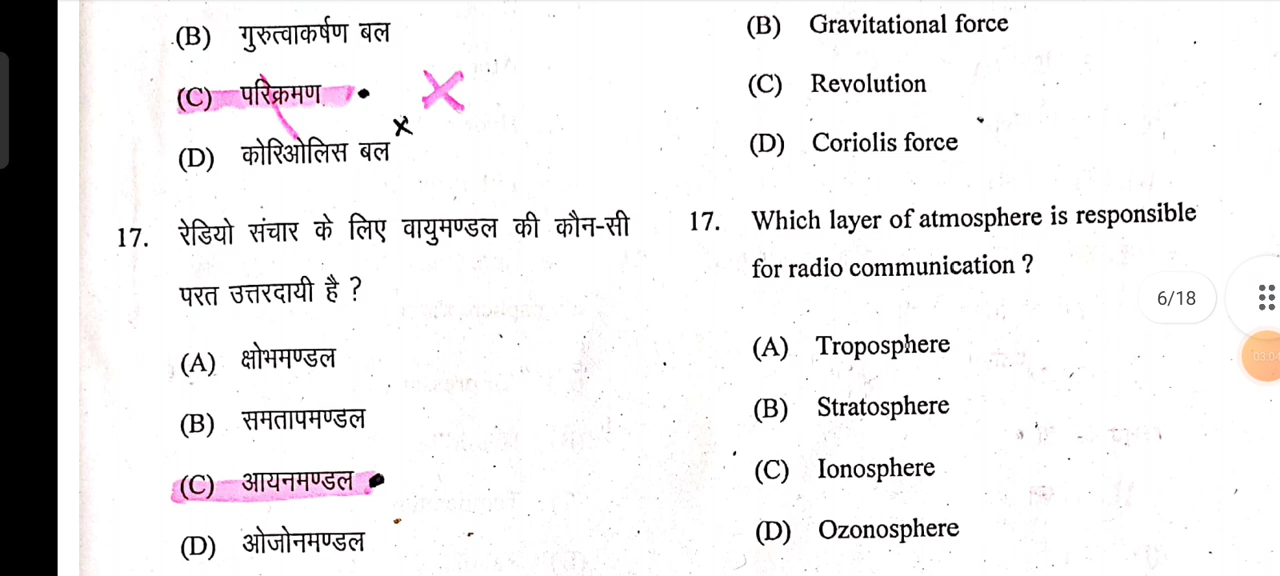 (B) गुरुत्वाकर्षण बल
(C) परिक्रमण
(D) कोरिओलिस बल
17. रेडियो संचार के लिए वायुमण्डल की कौन-सी
परत उत्तरदायी है ?
(A) क्षोभमण्डल
(B) समतापमण्डल
(C) आयनमण्डल
(D) ओजोनमण्डल
(B) Gravitational force
(C) Revolution
(D) Coriolis force
17. Which layer of atmosphere is responsible
for radio communication ?
(A) Troposphere
(B) Stratosphere
(C) Ionosphere
(D) Ozonosphere
6/18